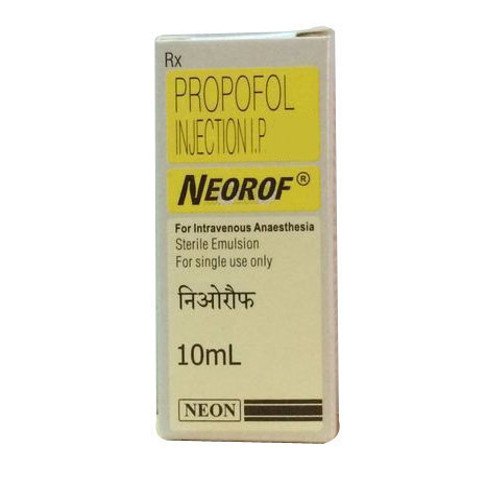 Rx
PROPOFOL
INJECTION I.P.
NEOROF®
For Intravenous Anaesthesia
Sterile Emulsion
For single use only
निओरौफ
10mL
NEON